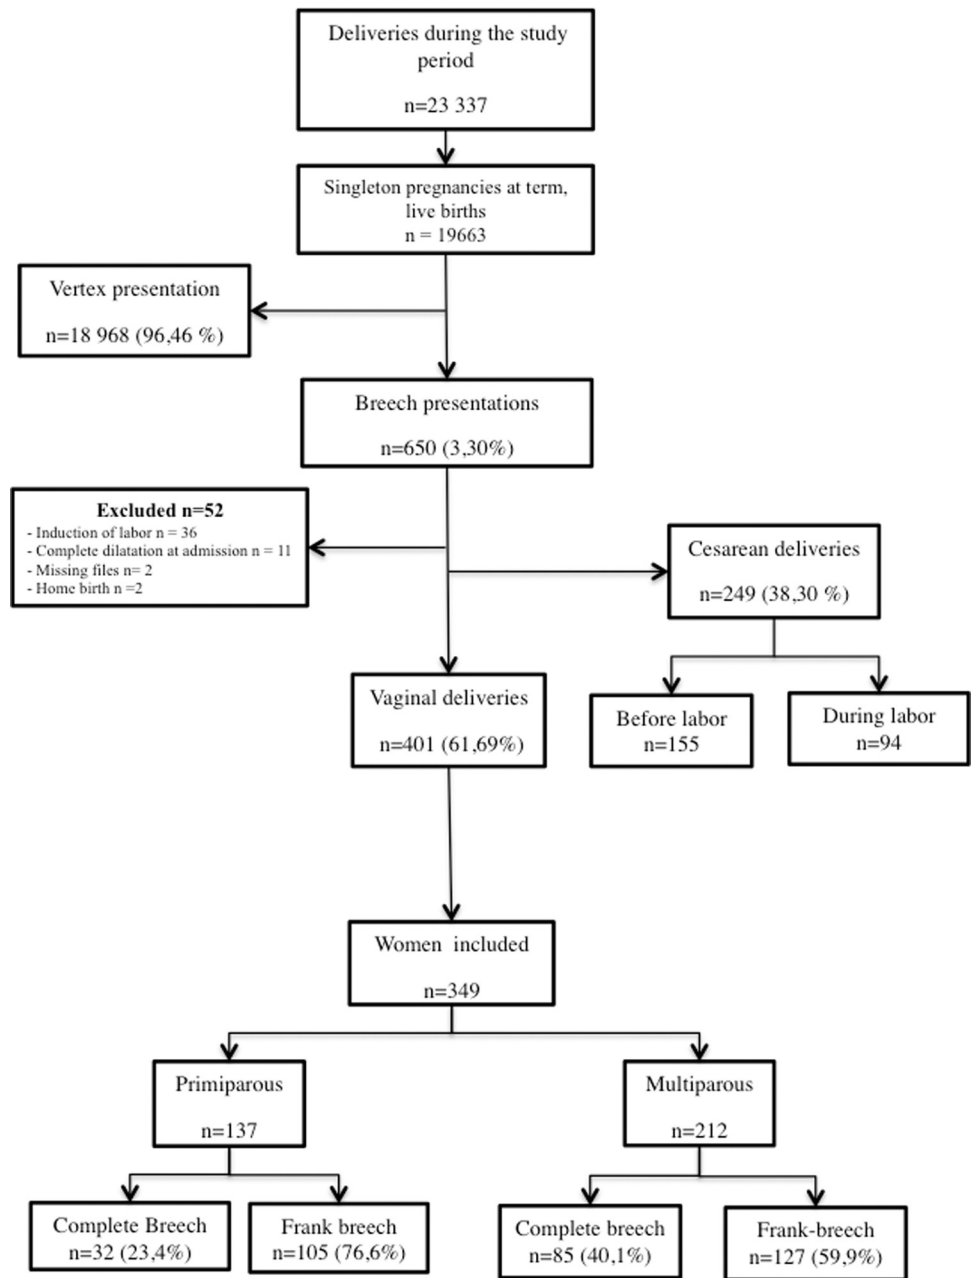 Deliveries during the study
period
n=23 337
Singleton pregnancies at term,
live births
n = 19663
Vertex presentation
n=18 968 (96,46 %)
Breech presentations
n=650 (3,30%)
Excluded n=52
- Induction of labor n = 36
- Complete dilatation at admission n = 11
- Missing files n= 2
- Home birth n =2
Cesarean deliveries
n=249 (38,30 %)
Before labor
n=155
During labor
n=94
Vaginal deliveries
n=401 (61,69%)
Women included
n=349
Primiparous
n=137
Multiparous
n=212
Complete Breech
n=32 (23,4%)
Frank breech
n=105 (76,6%)
Complete breech
n=85 (40,1%)
Frank-breech
n=127 (59,9%)